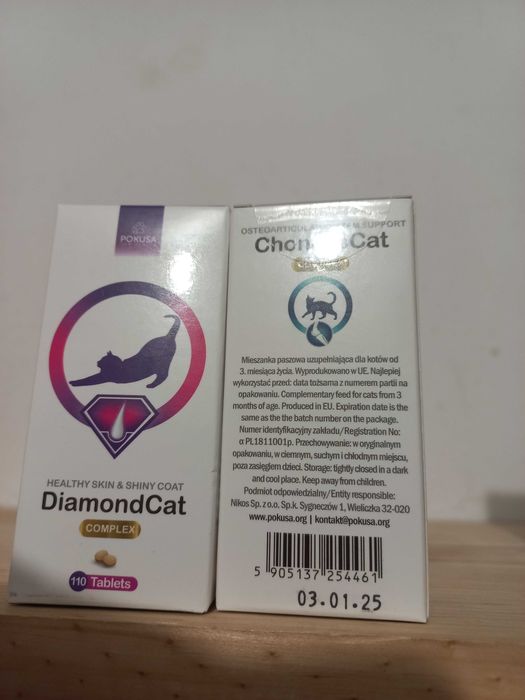 POKUSA
HEALTHY SKIN & SHINY COAT
DiamondCat
COMPLEX
110 Tablets
SUPPORT
Cat
Mieszanka paszowa uzupełniająca dla kotów od
3. miesiąca życia. Wyprodukowano w UE. Najlepiej
wykorzystać przed: data tożsama z numerem partii na
opakowaniu. Complementary feed for cats from
3 months of age. Produced in EU. Expiration date is the
same as the the batch number on the package.
Numer identyfikacyjny zakładu/Registration No:
α PL1811001p. Przechowywanie: w oryginalnym
opakowaniu, w ciemnym, suchym i chłodnym miejscu,
poza zasięgiem dzieci. Storage: tightly closed in a dark
and cool place. Keep away from children.
Podmiot odpowiedzialny/Entity responsible:
Nikos Sp. z o.o. Sp.k. Sygneczów 1, Wieliczka 32-020
www.pokusa.org | kontakt@pokusa.org
5 905137 254461
03.01.25